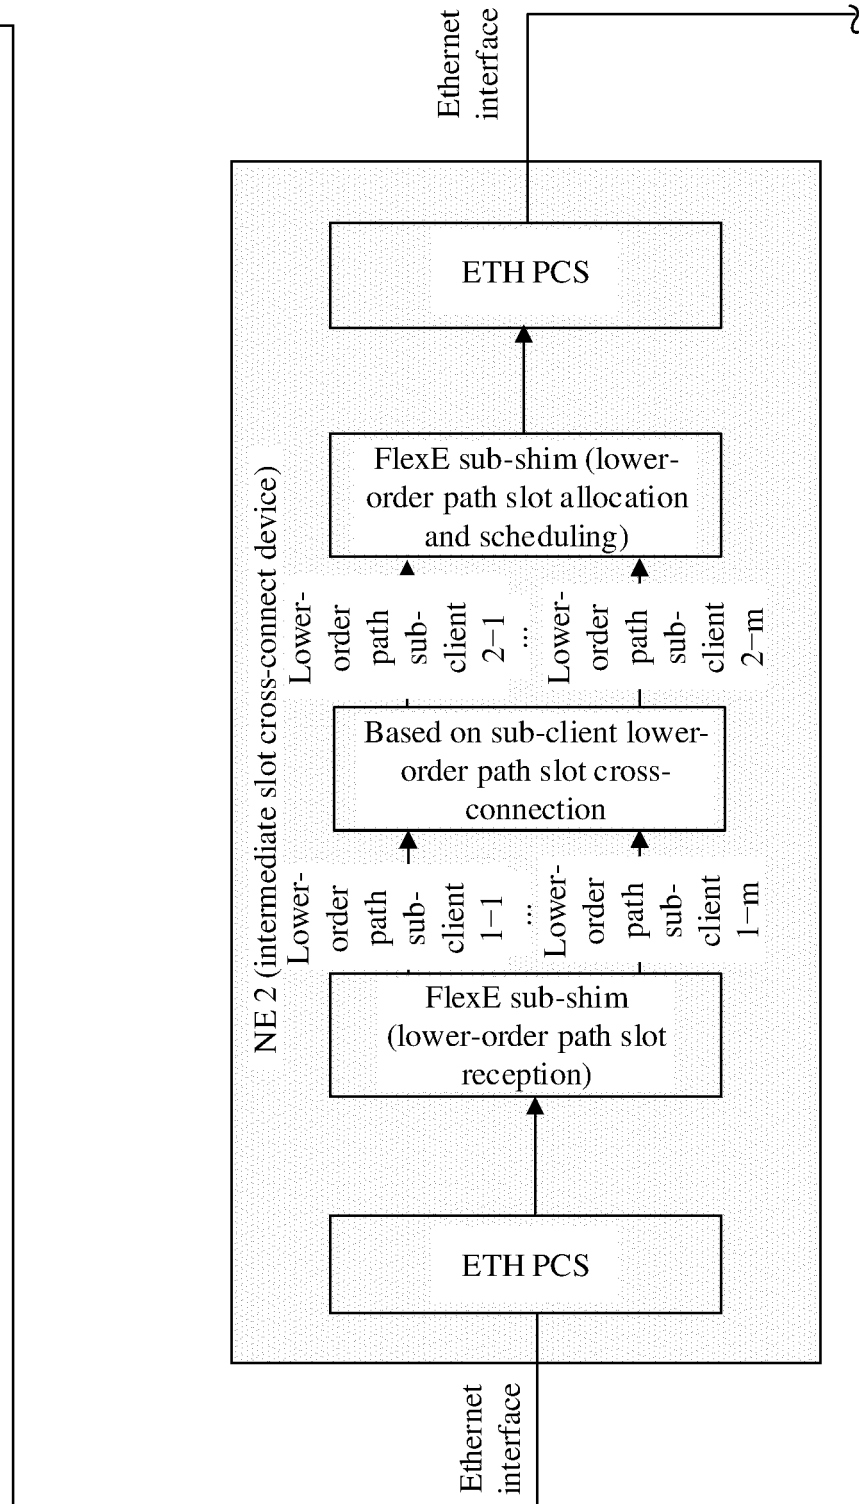 Ethernet
interface
ETH PCS
FlexE sub-shim (lower-
order path slot allocation
and scheduling)
NE 2 (intermediate slot cross-connect device)
Lower-
order
path
sub-
client
2−1
...
Lower-
order
path
sub-
client
2−m
Based on sub-client lower-
order path slot cross-
connection
Lower-
order
path
sub-
client
1−1
...
Lower-
order
path
sub-
client
1−m
FlexE sub-shim
(lower-order path slot
reception)
ETH PCS
Ethernet
interface